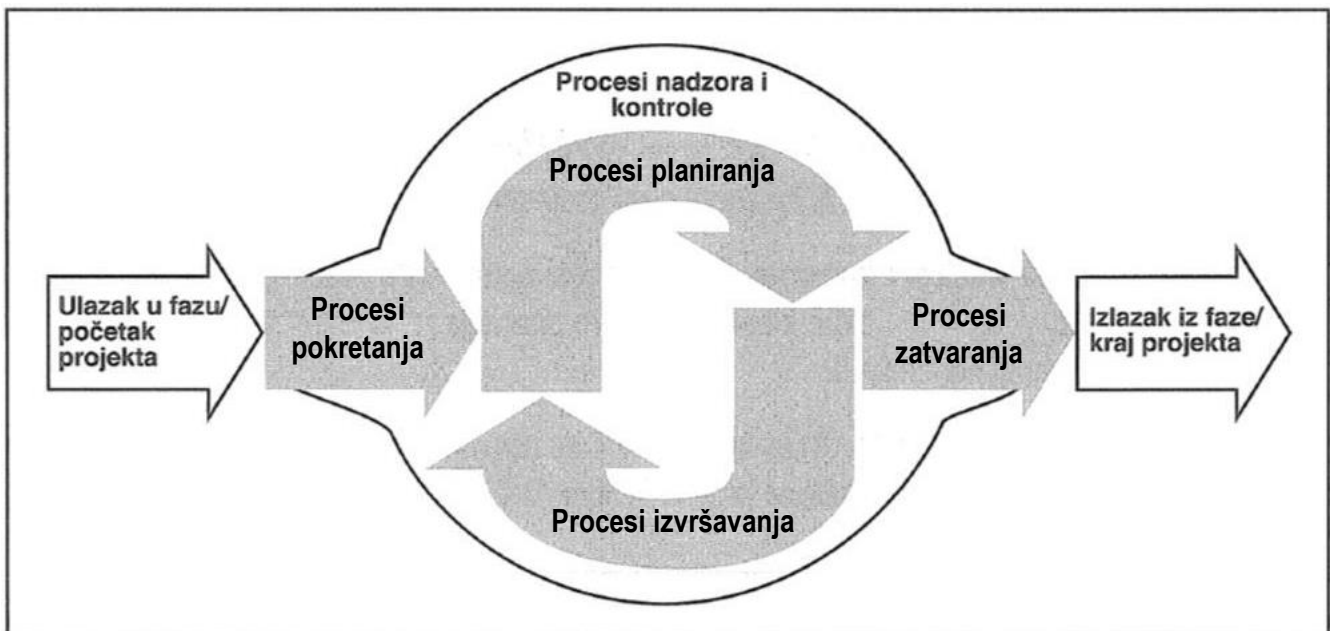 Procesi nadzora i
kontrole
Procesi planiranja
Ulazak u fazu/
početak
projekta
Procesi
pokretanja
Procesi
zatvaranja
Izlazak iz faze/
kraj projekta
Procesi izvršavanja